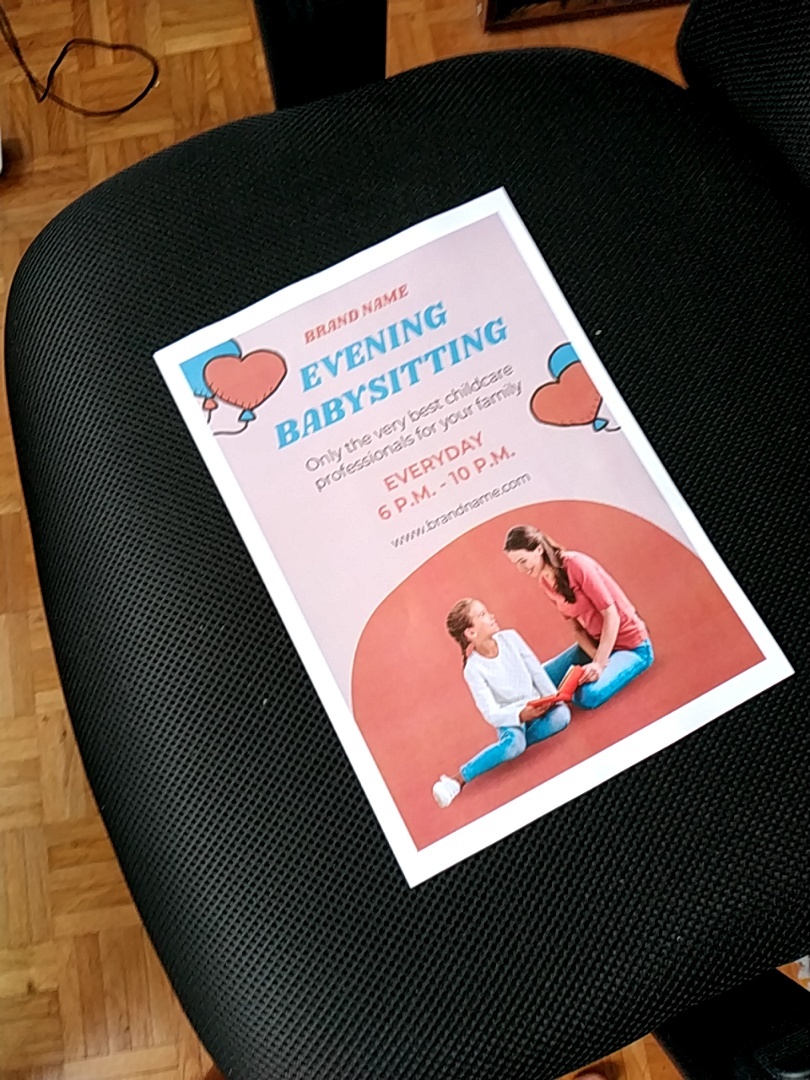 BRAND NAME
EVENING
BABYSITTING
Only the very best childcare
professionals for your family
EVERYDAY
6 P.M. - 10 P.M.
www.brandname.com